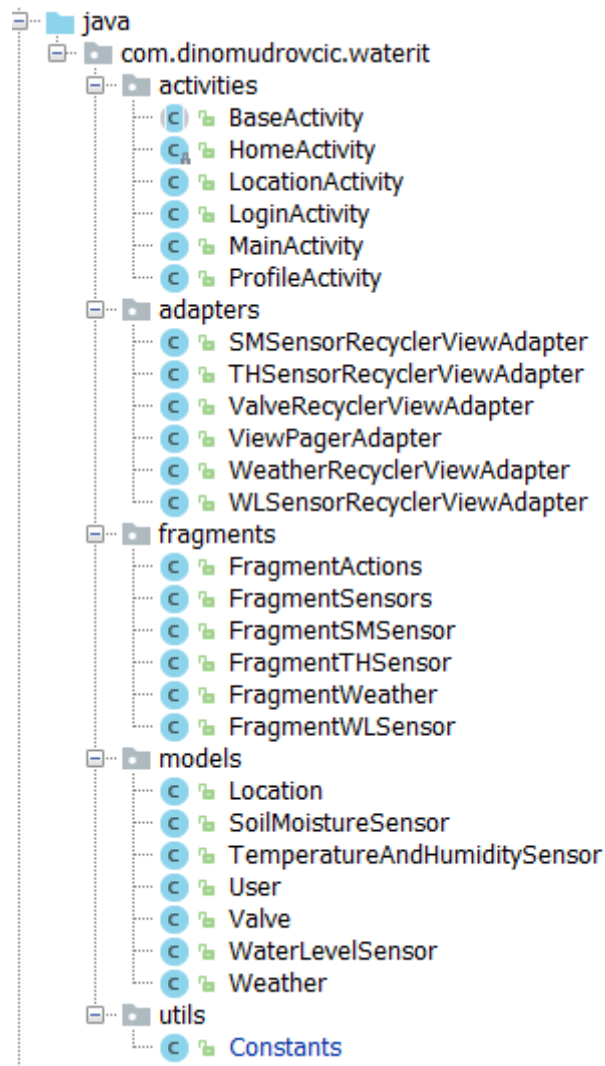 java
com.dinomudrovcic.waterit
activities
BaseActivity
HomeActivity
LocationActivity
LoginActivity
MainActivity
ProfileActivity
adapters
SMSensorRecyclerViewAdapter
THSensorRecyclerViewAdapter
ValveRecyclerViewAdapter
ViewPagerAdapter
WeatherRecyclerViewAdapter
WLSensorRecyclerViewAdapter
fragments
FragmentActions
FragmentSensors
FragmentSMSensor
FragmentTHSensor
FragmentWeather
FragmentWLSensor
models
Location
SoilMoistureSensor
TemperatureAndHumiditySensor
User
Valve
WaterLevelSensor
Weather
utils
Constants